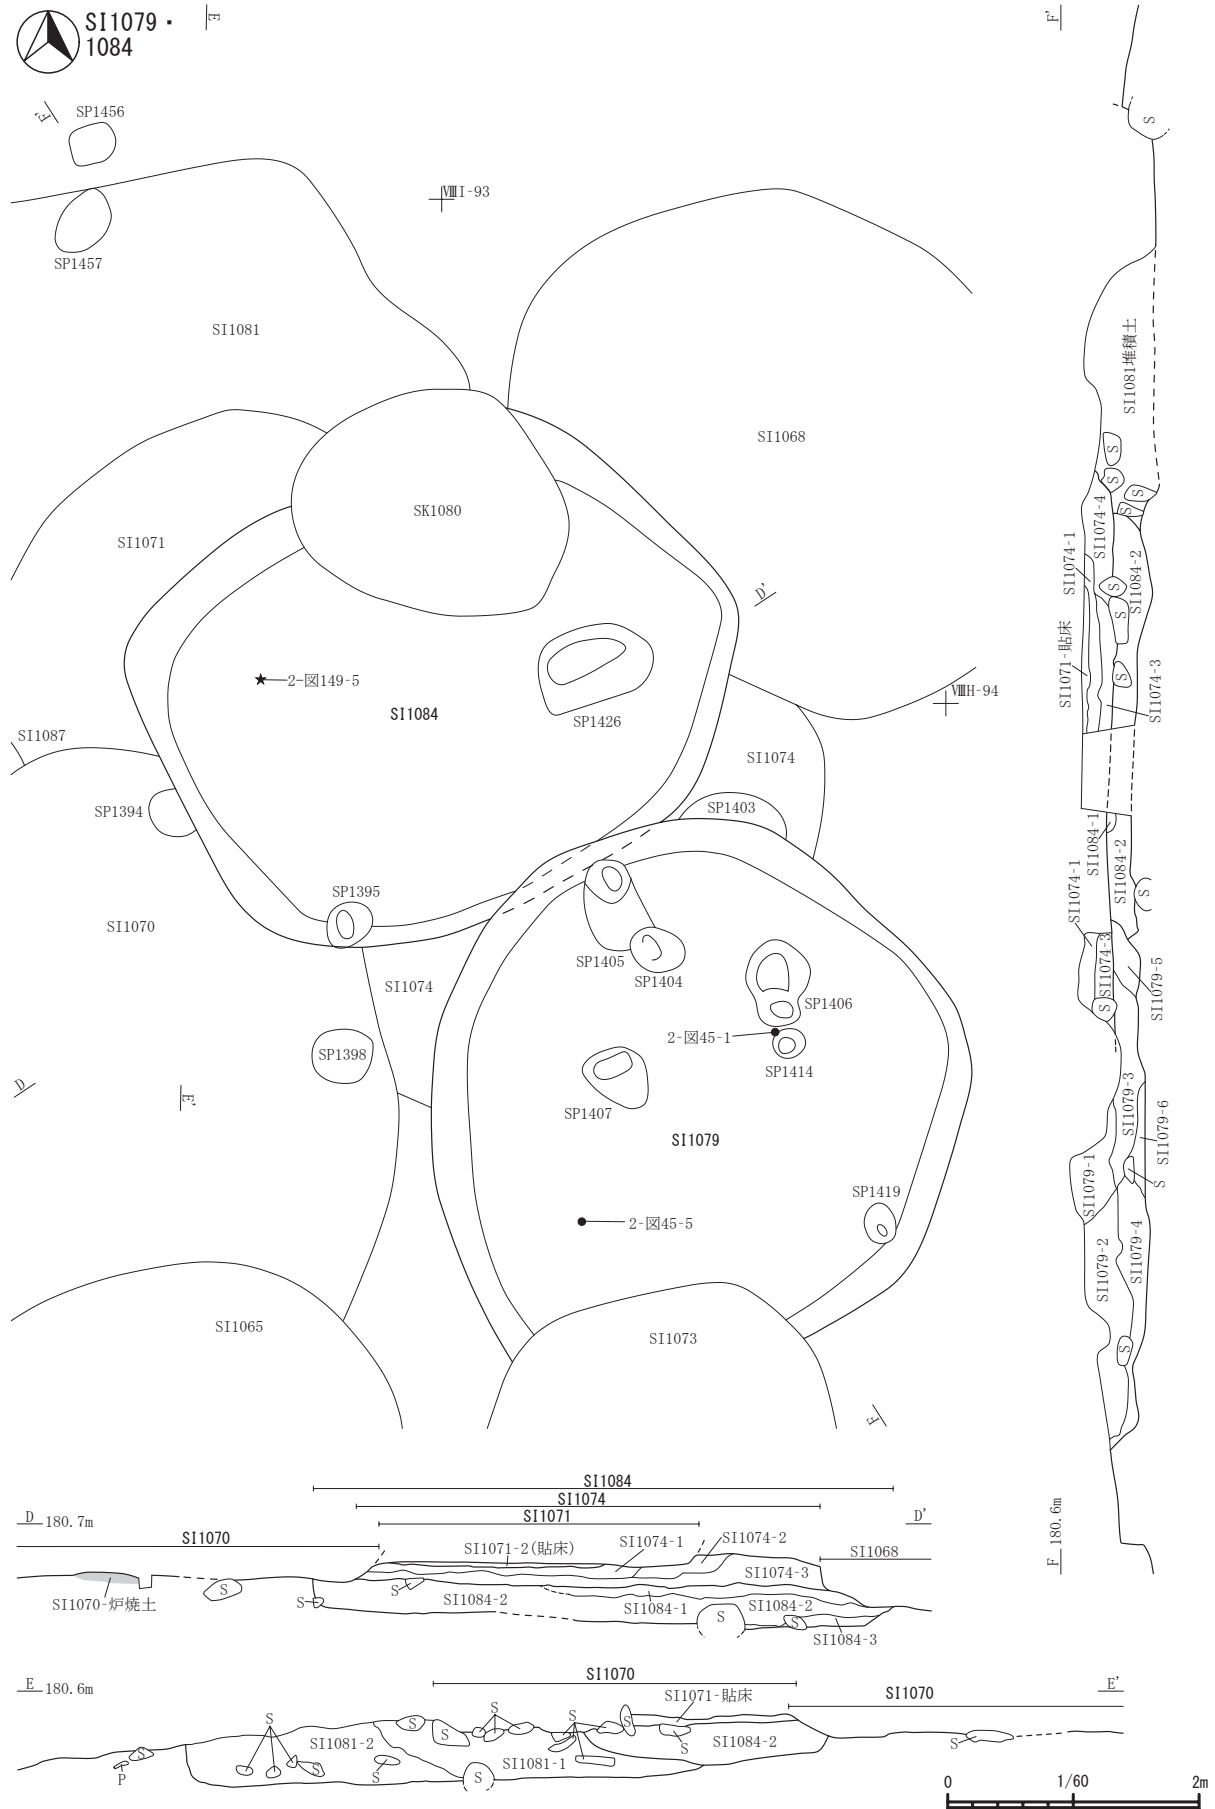 SI1079・
1084
E
F'
F'
SP1456
S
ⅧI-93
SP1457
SI1081
SI1081堆積土
SI1068
S
SK1080
S
S
S
SI1071
SI1074-4
SI1074-1
SI1084-2
S
D'
S
SI1071-貼床
2-図149-5
S
SI1074-3
ⅧH-94
SI1084
SP1426
SI1087
SI1074
SP1394
SP1403
SI1084-1
SI1084-2
SI1074-1
S
SP1395
SI1070
SP1405
SP1404
SI1074
SI1074-3
SI1079-5
SP1406
S
2-図45-1
SP1398
SP1414
D
E'
SP1407
SI1079-3
SI1079-6
SI1079
SI1079-1
S
SP1419
2-図45-5
SI1079-2
SI1079-4
SI1065
SI1073
S
F
SI1084
SI1074
SI1071
D 180.7m
D'
F 180.6m
SI1070
SI1071-2(貼床)
SI1074-1
SI1074-2
SI1068
SI1074-3
SI1070-炉焼土
S
S
S
SI1084-2
SI1084-1
S
SI1084-2
S
SI1084-3
E 180.6m
SI1070
SI1071-貼床
SI1070
E'
S
S
S
S
S
S
SI1081-2
SI1084-2
S
S
S
P
S
S
SI1081-1
S
0
1/60
2m